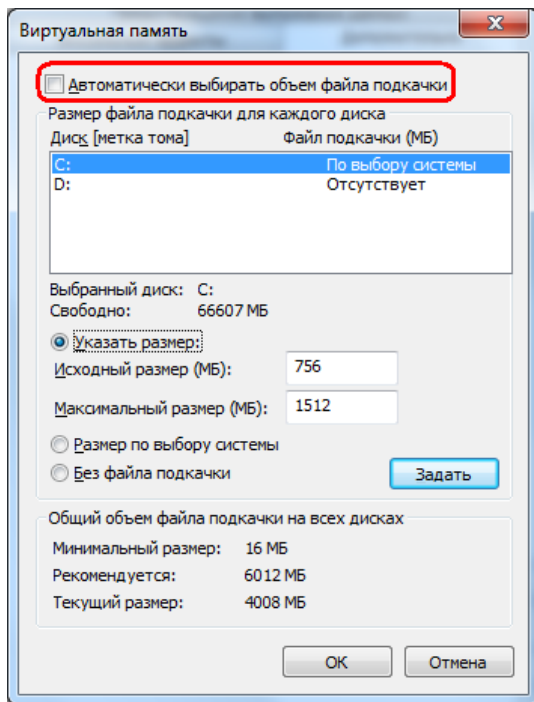 Виртуальная память
Автоматически выбирать объем файла подкачки
Размер файла подкачки для каждого диска
Диск [метка тома] Файл подкачки (МБ)
C: По выбору системы
D: Отсутствует
Выбранный диск: C:
Свободно: 66607 МБ
Указать размер:
Исходный размер (МБ): 756
Максимальный размер (МБ): 1512
Размер по выбору системы
Без файла подкачки
Задать
Общий объем файла подкачки на всех дисках
Минимальный размер: 16 МБ
Рекомендуется: 6012 МБ
Текущий размер: 4008 МБ
ОК Отмена